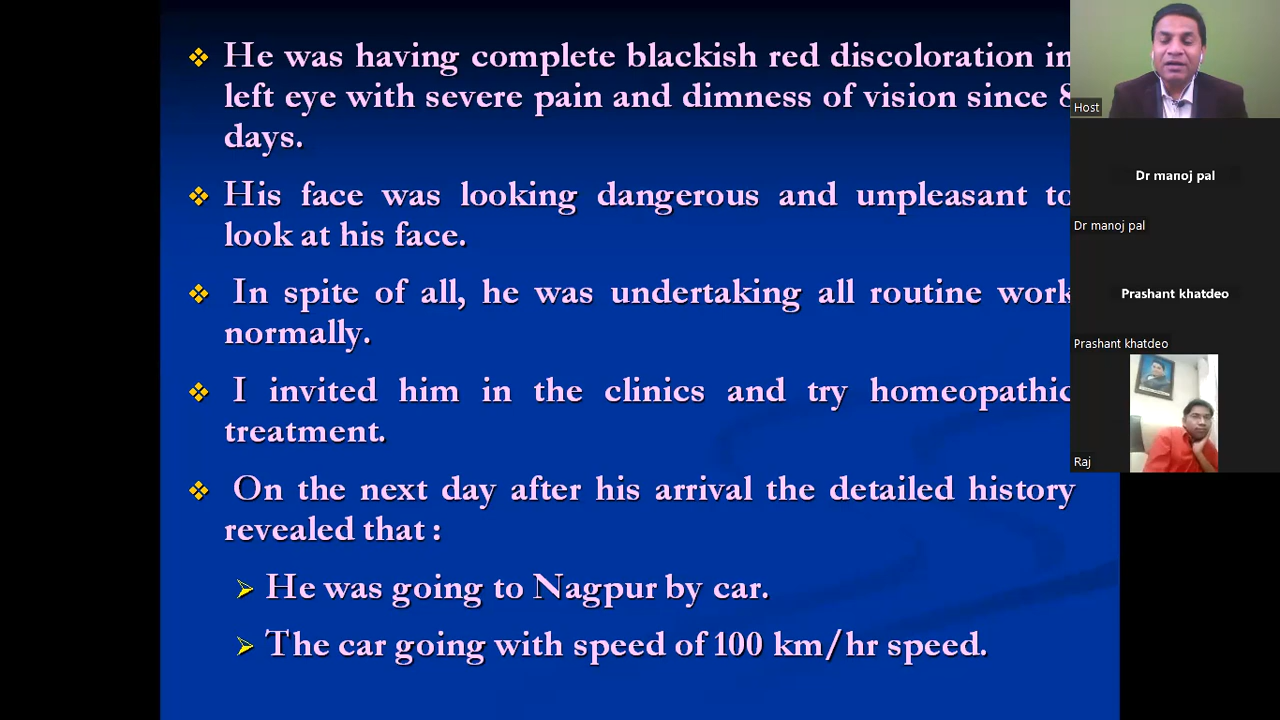 He was having complete blackish red discoloration in
left eye with severe pain and dimness of vision since 8
days.
His face was looking dangerous and unpleasant to
look at his face.
In spite of all, he was undertaking all routine work
normally.
I invited him in the clinics and try homeopathic
treatment.
On the next day after his arrival the detailed history
revealed that :
He was going to Nagpur by car.
The car going with speed of 100 km/hr speed.
Host
Dr manoj pal
Dr manoj pal
Prashant khatdeo
Prashant khatdeo
Raj